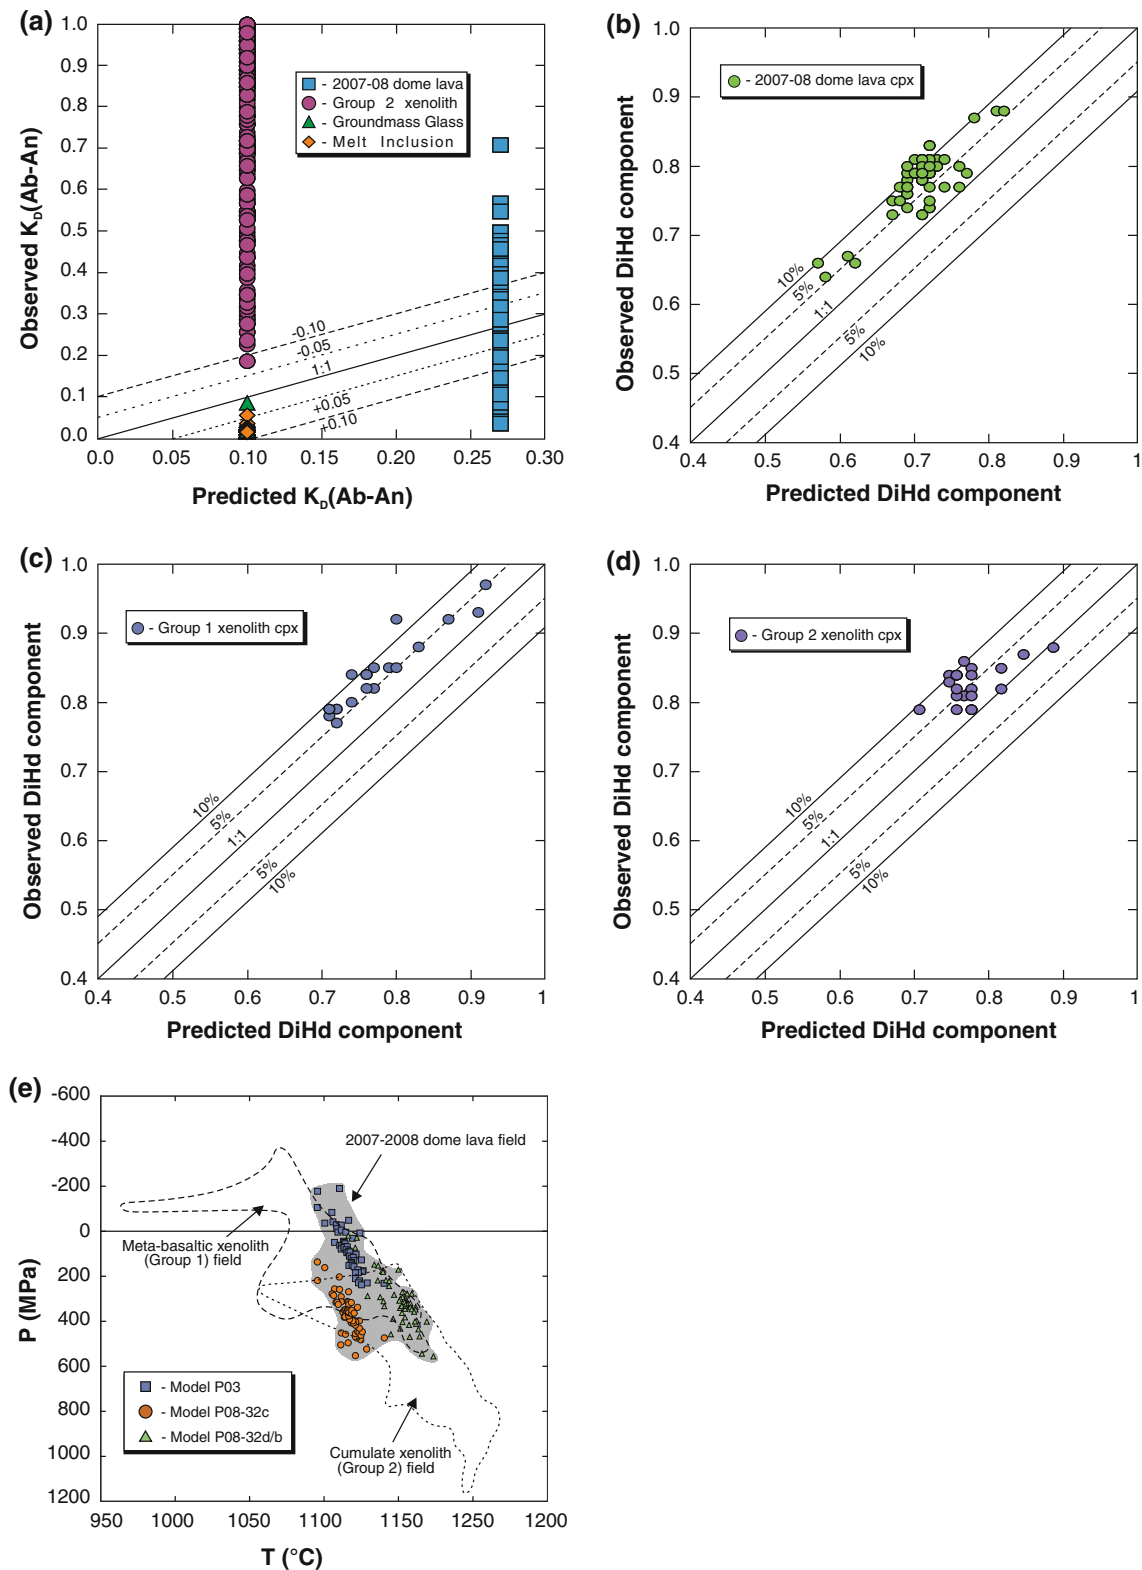 (a)
1.0
0.9
0.8
0.7
0.6
0.5
0.4
0.3
0.2
0.1
0.0
Observed KD(Ab-An)
- 2007-08 dome lava
- Group 2 xenolith
- Groundmass Glass
- Melt Inclusion
-0.10
-0.05
1:1
+0.05
+0.10
0.0 0.05 0.10 0.15 0.20 0.25 0.30
Predicted KD(Ab-An)
(b)
1.0
0.9
0.8
0.7
0.6
0.5
0.4
Observed DiHd component
- 2007-08 dome lava cpx
10%
5%
1:1
5%
10%
0.4 0.5 0.6 0.7 0.8 0.9 1
Predicted DiHd component
(c)
1.0
0.9
0.8
0.7
0.6
0.5
0.4
Observed DiHd component
- Group 1 xenolith cpx
10%
5%
1:1
5%
10%
0.4 0.5 0.6 0.7 0.8 0.9 1
Predicted DiHd component
(d)
1.0
0.9
0.8
0.7
0.6
0.5
0.4
Observed DiHd component
- Group 2 xenolith cpx
10%
5%
1:1
5%
10%
0.4 0.5 0.6 0.7 0.8 0.9 1
Predicted DiHd component
(e)
-600
-400
-200
0
200
400
600
800
1000
1200
P (MPa)
2007-2008 dome lava field
Meta-basaltic xenolith
(Group 1) field
- Model P03
- Model P08-32c
- Model P08-32d/b
Cumulate xenolith
(Group 2) field
950 1000 1050 1100 1150 1250 1200
T (°C)